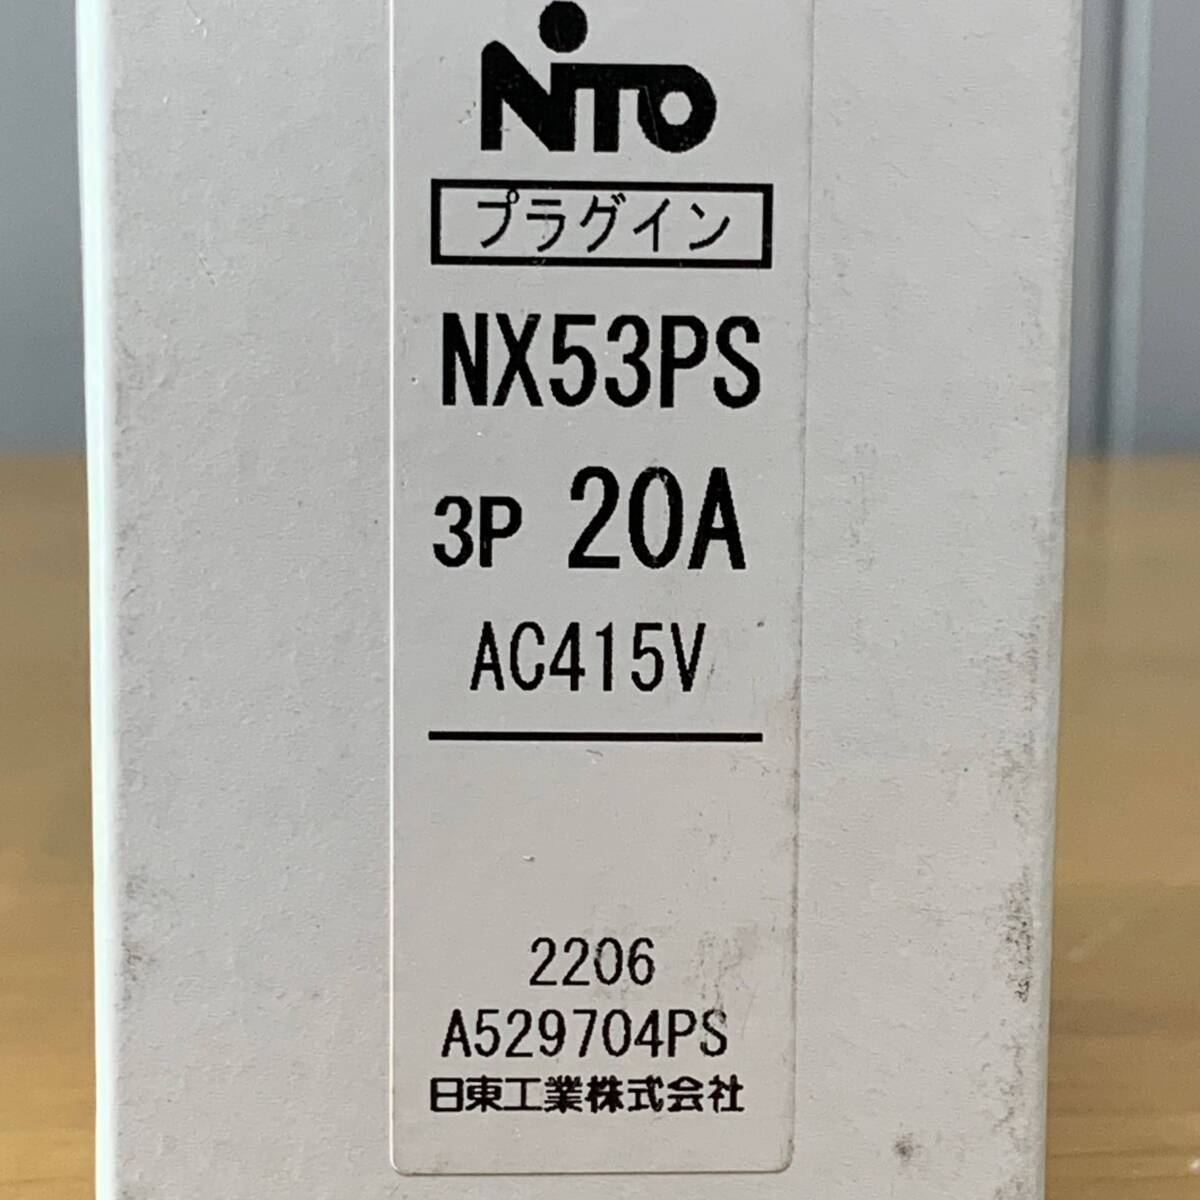 NiTO
プラグイン
NX53PS
3P 20A
AC415V
2206
A529704PS
日東工業株式会社